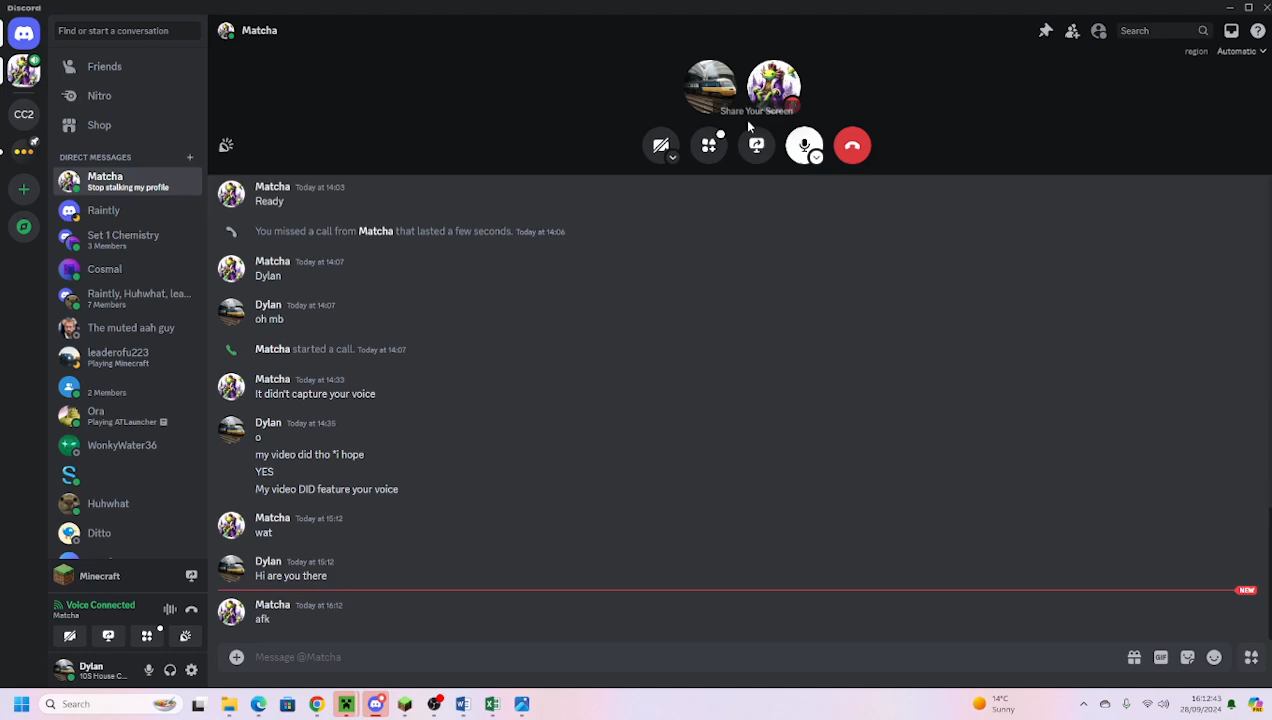 Discord
Find or start a conversation
Matcha
Search
region Automatic
Friends
Nitro
Shop
DIRECT MESSAGES
Matcha
Stop stalking my profile
Raintly
Set 1 Chemistry
3 Members
Cosmal
Raintly, Huhwhat, lea...
7 Members
The muted aah guy
leaderofu223
Playing Minecraft
2 Members
Ora
Playing ATLauncher
WonkyWater36
Huhwhat
Ditto
Minecraft
Voice Connected
Matcha
Dylan
10S House C...
CC2
Share Your Screen
Matcha Today at 14:03
Ready
You missed a call from Matcha that lasted a few seconds. Today at 14:06
Matcha Today at 14:07
Dylan
Dylan Today at 14:07
oh mb
Matcha started a call. Today at 14:07
Matcha Today at 14:33
It didn't capture your voice
Dylan Today at 14:35
o
my video did tho *i hope
YES
My video DID feature your voice
Matcha Today at 15:12
wat
Dylan Today at 15:12
Hi are you there
NEW
Matcha Today at 16:12
afk
Message @Matcha
GIF
Search
14°C
Sunny
16:12:43
28/09/2024